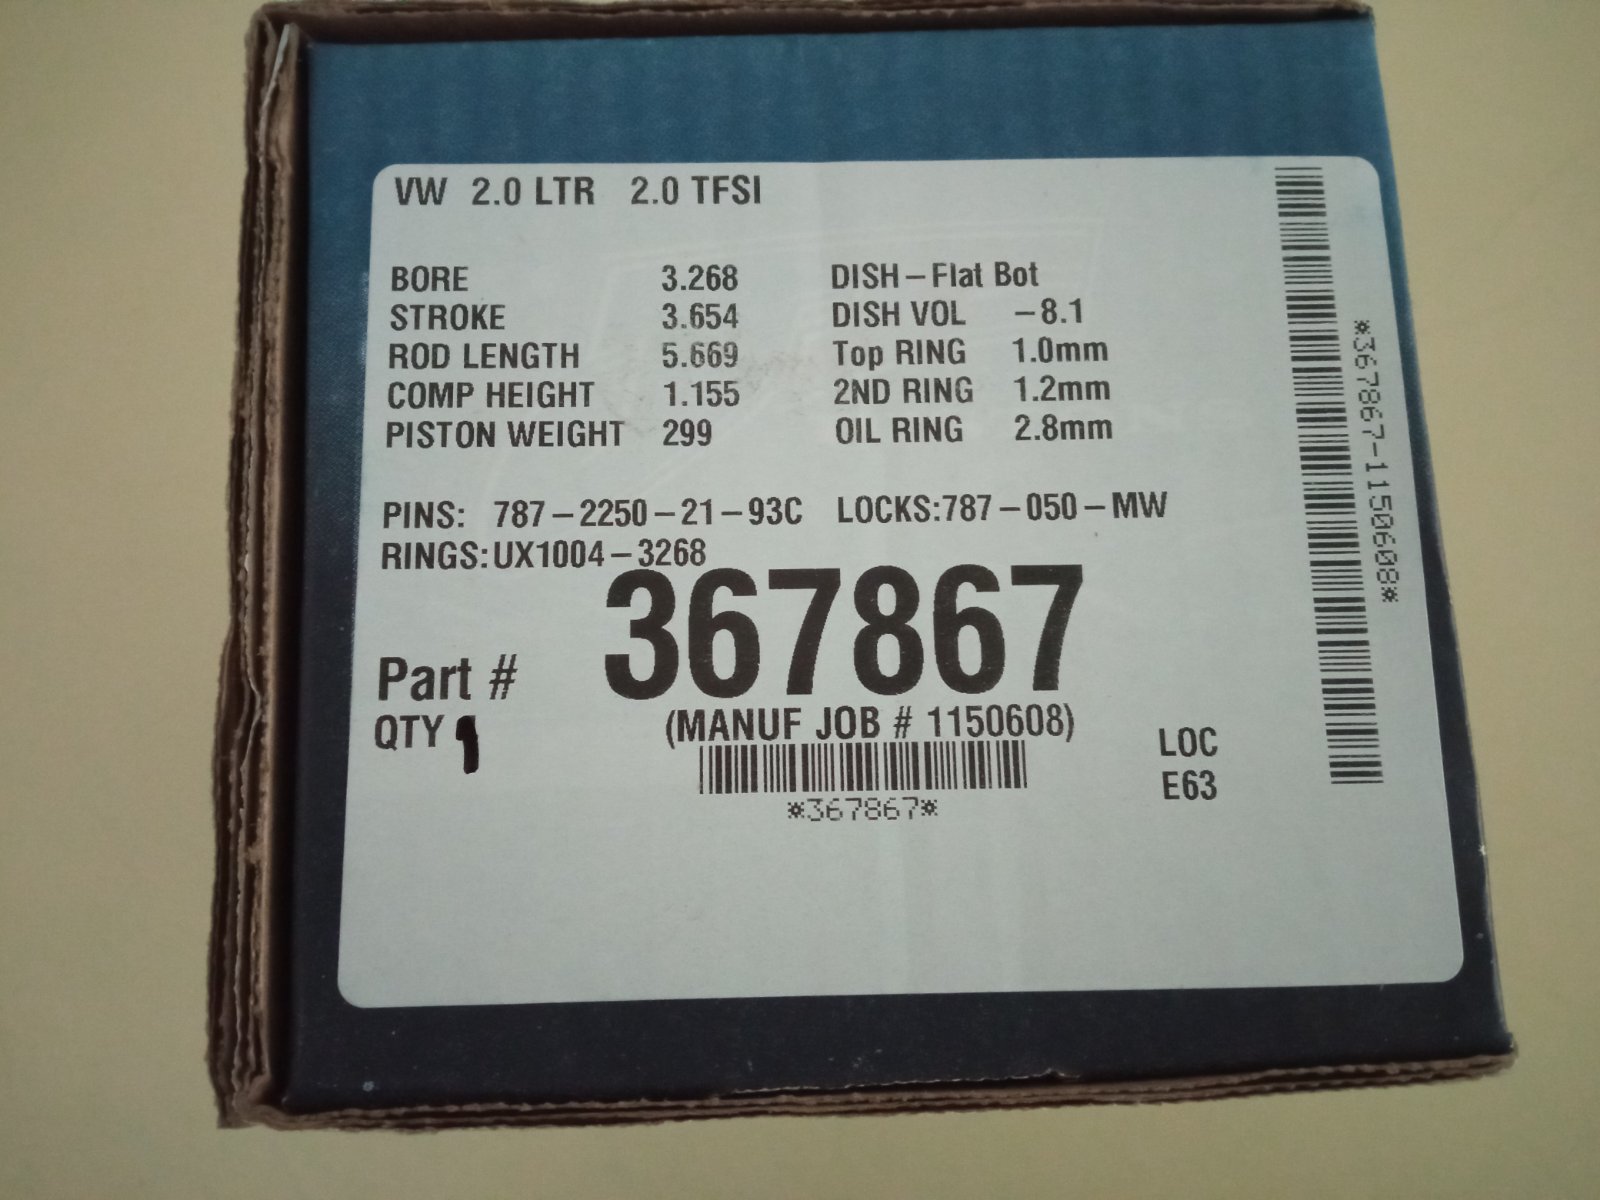 VW 2.0 LTR 2.0 TFSI
BORE 3.268 DISH-Flat Bot
STROKE 3.654 DISH VOL -8.1
ROD LENGTH 5.669 Top RING 1.0mm
COMP HEIGHT 1.155 2ND RING 1.2mm
PISTON WEIGHT 299 OIL RING 2.8mm
PINS: 787-2250-21-93C LOCKS:787-050-MW
RINGS:UX1004-3268
Part # 367867
QTY 1 (MANUF JOB # 1150608)
*367867*
LOC
E63
*367867-1150608*